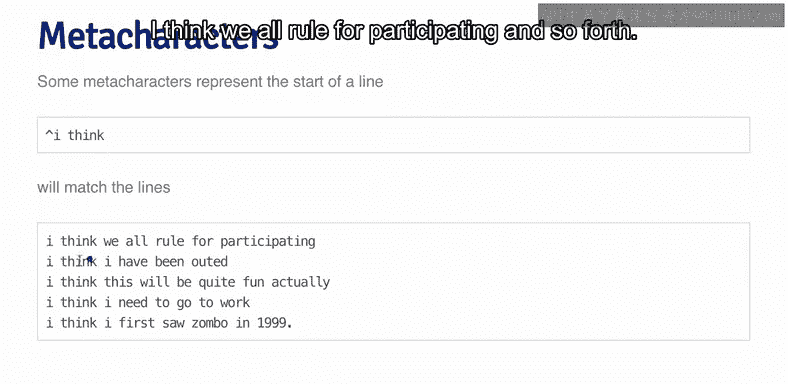 Metacharacters
I think we all rule for participating and so forth.
Some metacharacters represent the start of a line
^i think
will match the lines
i think we all rule for participating
i think i have been outed
i think this will be quite fun actually
i think i need to go to work
i think i first saw zombo in 1999.